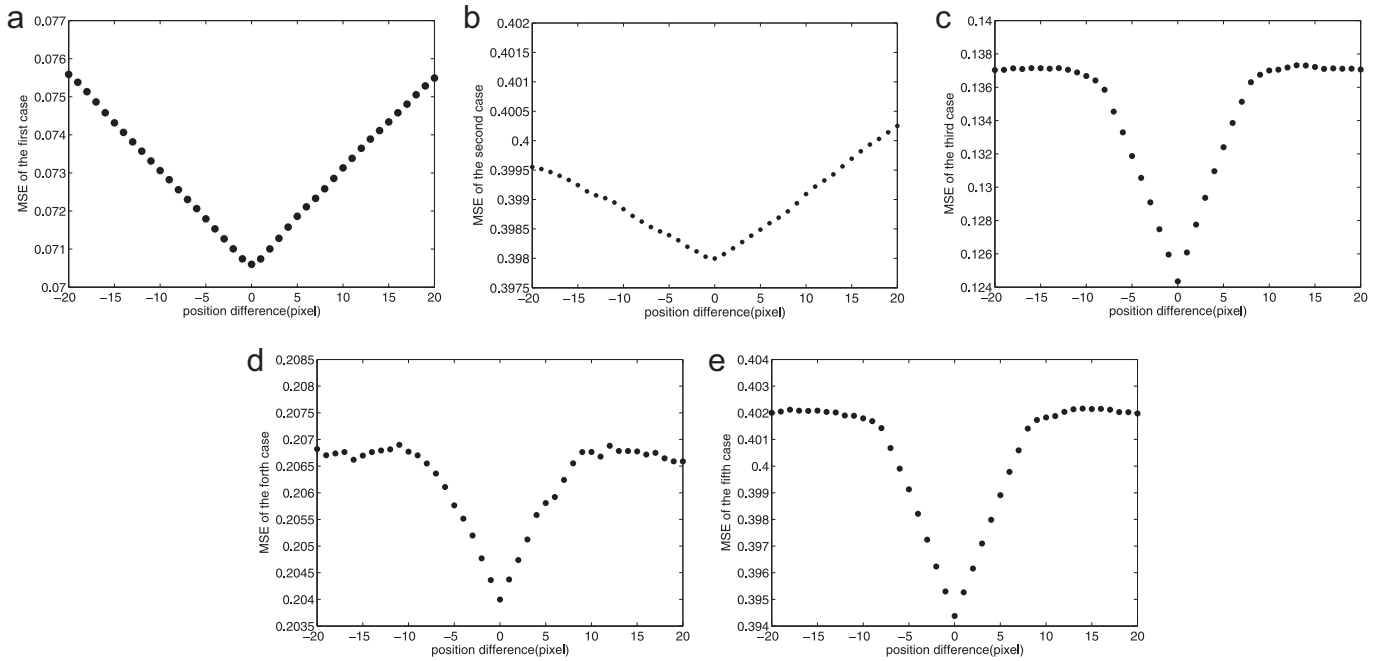 a
MSE of the first case
0.077
0.076
0.075
0.074
0.073
0.072
0.071
0.07
−20 −15 −10 −5 0 5 10 15 20
position difference(pixel)
b
MSE of the second case
0.402
0.4015
0.401
0.4005
0.4
0.3995
0.399
0.3985
0.398
0.3975
−20 −15 −10 −5 0 5 10 15 20
position difference(pixel)
c
MSE of the third case
0.14
0.138
0.136
0.134
0.132
0.13
0.128
0.126
0.124
−20 −15 −10 −5 0 5 10 15 20
position difference(pixel)
d
MSE of the forth case
0.2085
0.208
0.2075
0.207
0.2065
0.206
0.2055
0.205
0.2045
0.204
0.2035
−20 −15 −10 −5 0 5 10 15 20
position difference(pixel)
e
MSE of the fifth case
0.404
0.403
0.402
0.401
0.4
0.399
0.398
0.397
0.396
0.395
0.394
−20 −15 −10 −5 0 5 10 15 20
position difference(pixel)